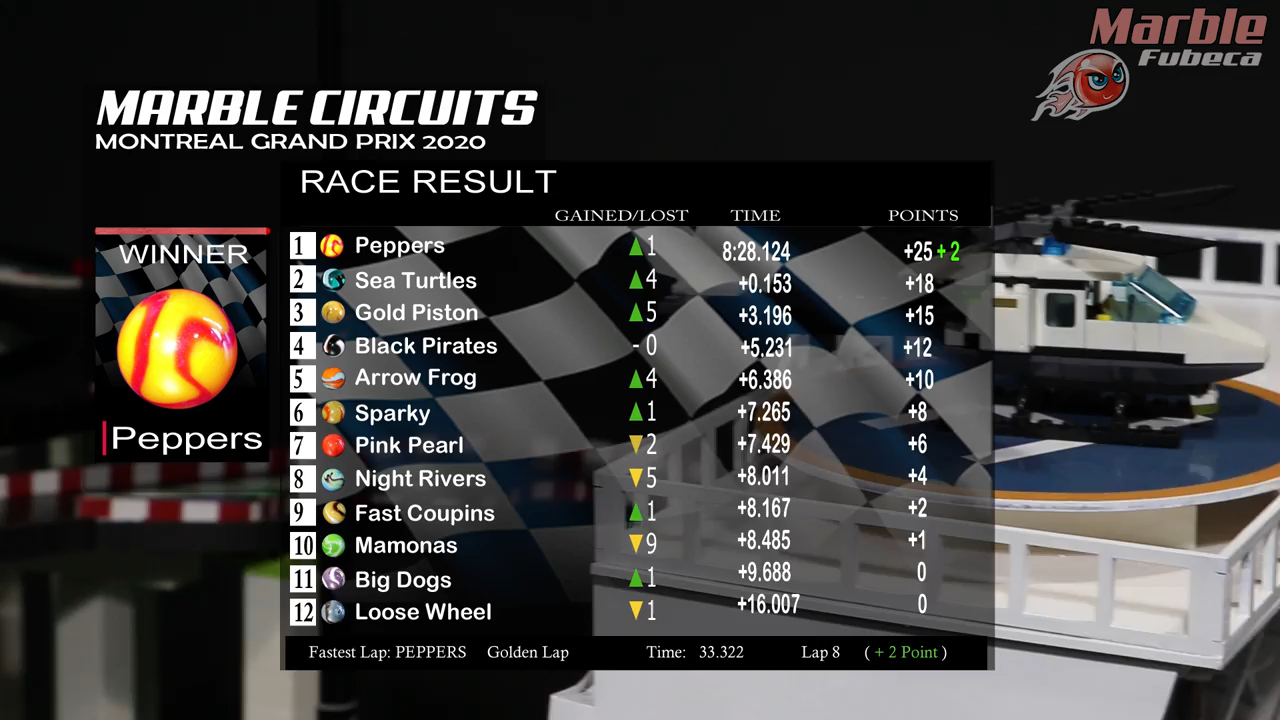 Marble
Fubeca
MARBLE CIRCUITS
MONTREAL GRAND PRIX 2020
RACE RESULT
GAINED/LOST TIME POINTS
WINNER
Peppers
1 Peppers ▲1 8:28.124 +25 + 2
2 Sea Turtles ▲4 +0.153 +18
3 Gold Piston ▲5 +3.196 +15
4 Black Pirates - 0 +5.231 +12
5 Arrow Frog ▲4 +6.386 +10
6 Sparky ▲1 +7.265 +8
7 Pink Pearl ▼2 +7.429 +6
8 Night Rivers ▼5 +8.011 +4
9 Fast Coupins ▲1 +8.167 +2
10 Mamonas ▼9 +8.485 +1
11 Big Dogs ▲1 +9.688 0
12 Loose Wheel ▼1 +16.007 0
Fastest Lap: PEPPERS Golden Lap Time: 33.322 Lap 8 ( + 2 Point )